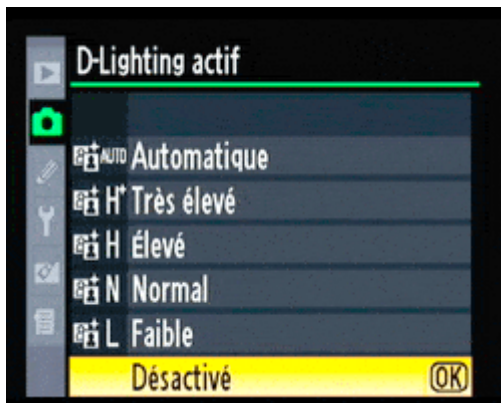 D-Lighting actif
AUTO Automatique
H+ Très élevé
H Élevé
N Normal
L Faible
Désactivé OK